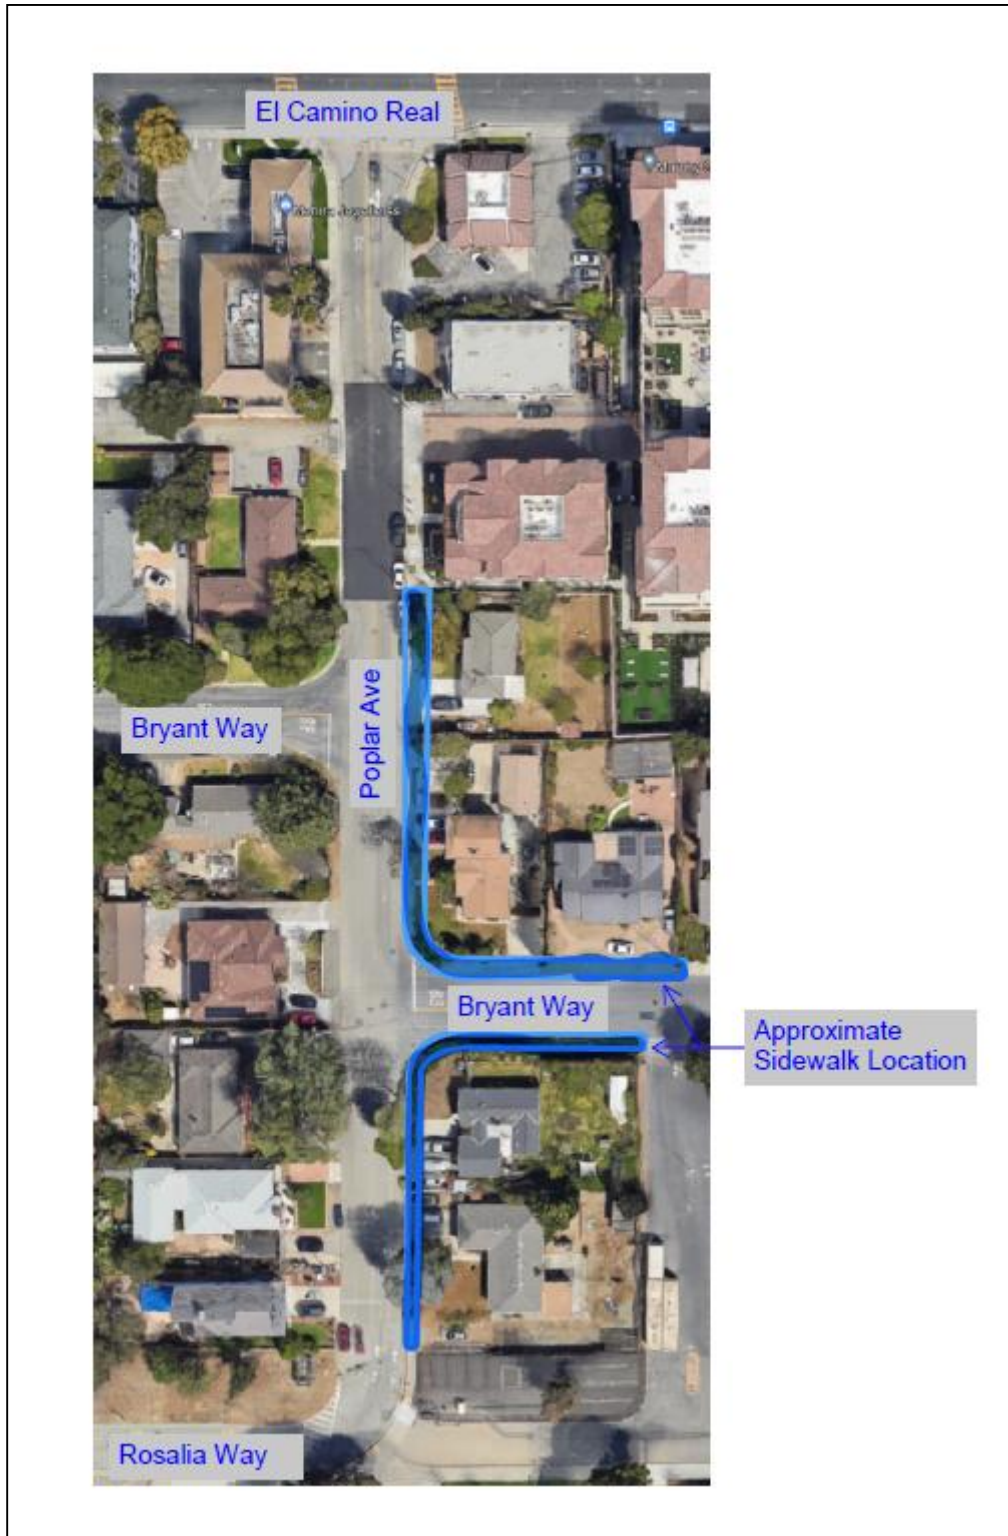 El Camino Real
Poplar Ave
Bryant Way
Bryant Way
Approximate
Sidewalk Location
Rosalia Way